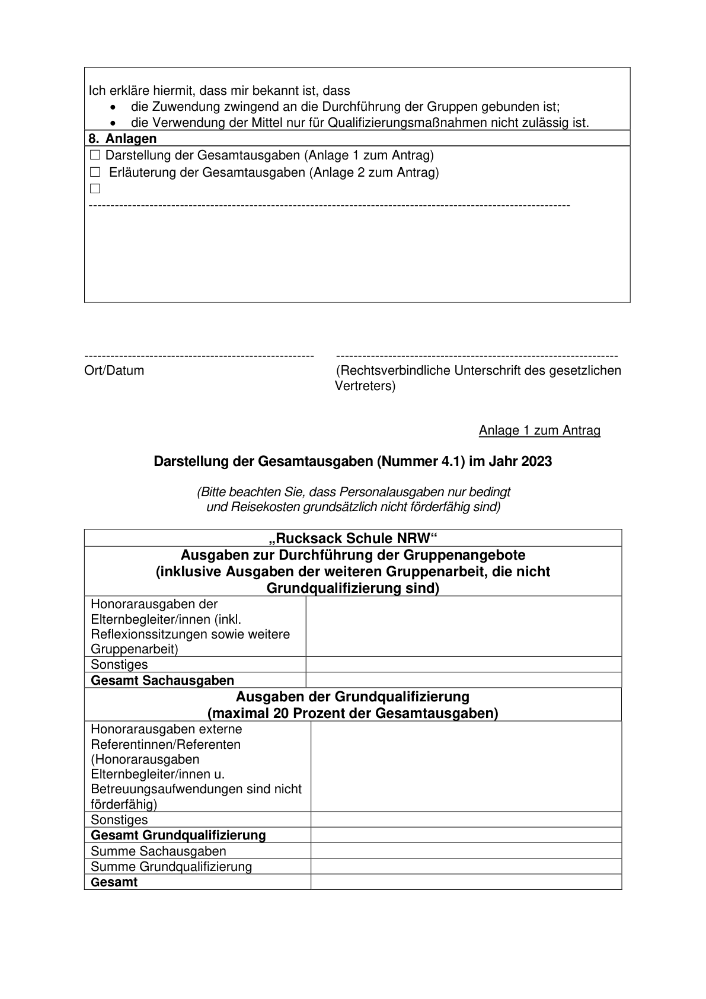 Ich erkläre hiermit, dass mir bekannt ist, dass
• die Zuwendung zwingend an die Durchführung der Gruppen gebunden ist;
• die Verwendung der Mittel nur für Qualifizierungsmaßnahmen nicht zulässig ist.
8. Anlagen
☐ Darstellung der Gesamtausgaben (Anlage 1 zum Antrag)
☐ Erläuterung der Gesamtausgaben (Anlage 2 zum Antrag)
☐
---------------------------------------------------------------------------------------------------------------
----------------------------------------------------- -----------------------------------------------------------------
Ort/Datum (Rechtsverbindliche Unterschrift des gesetzlichen
Vertreters)
Anlage 1 zum Antrag
Darstellung der Gesamtausgaben (Nummer 4.1) im Jahr 2023
(Bitte beachten Sie, dass Personalausgaben nur bedingt
und Reisekosten grundsätzlich nicht förderfähig sind)
„Rucksack Schule NRW“
Ausgaben zur Durchführung der Gruppenangebote
(inklusive Ausgaben der weiteren Gruppenarbeit, die nicht
Grundqualifizierung sind)
Honorarausgaben der
Elternbegleiter/innen (inkl.
Reflexionssitzungen sowie weitere
Gruppenarbeit)
Sonstiges
Gesamt Sachausgaben
Ausgaben der Grundqualifizierung
(maximal 20 Prozent der Gesamtausgaben)
Honorarausgaben externe
Referentinnen/Referenten
(Honorarausgaben
Elternbegleiter/innen u.
Betreuungsaufwendungen sind nicht
förderfähig)
Sonstiges
Gesamt Grundqualifizierung
Summe Sachausgaben
Summe Grundqualifizierung
Gesamt